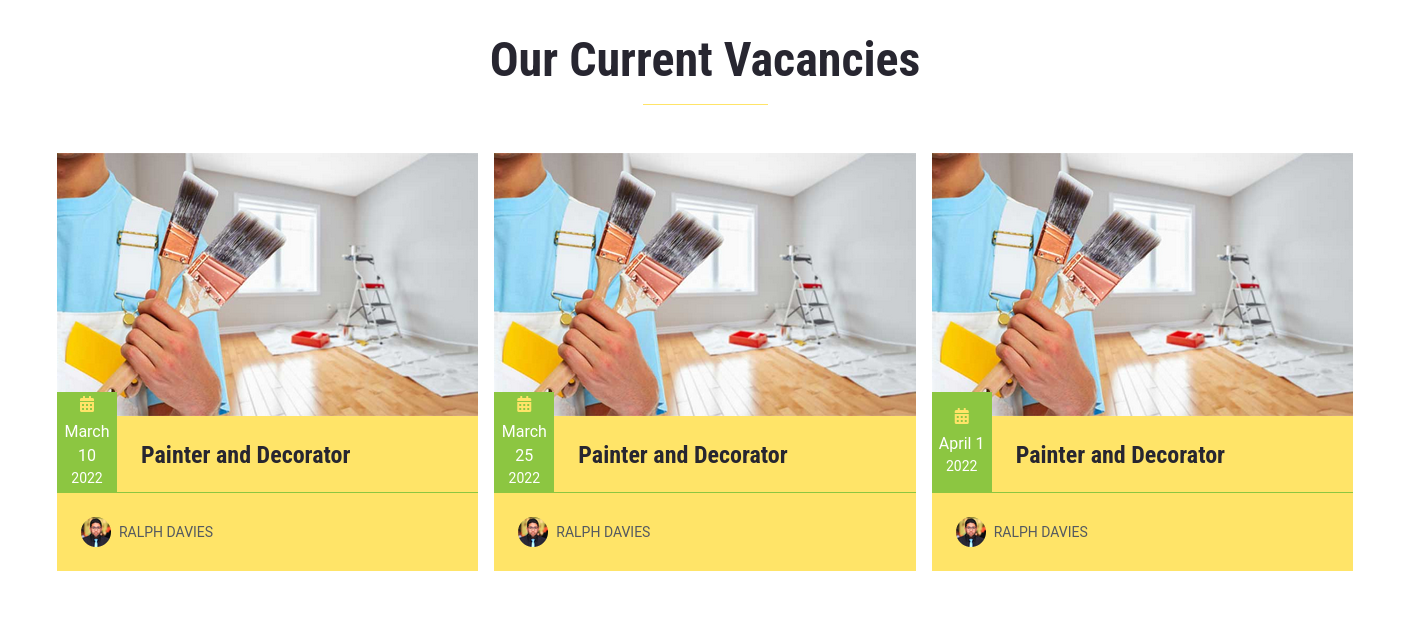 Our Current Vacancies
March
10
2022
Painter and Decorator
RALPH DAVIES
March
25
2022
Painter and Decorator
RALPH DAVIES
April 1
2022
Painter and Decorator
RALPH DAVIES